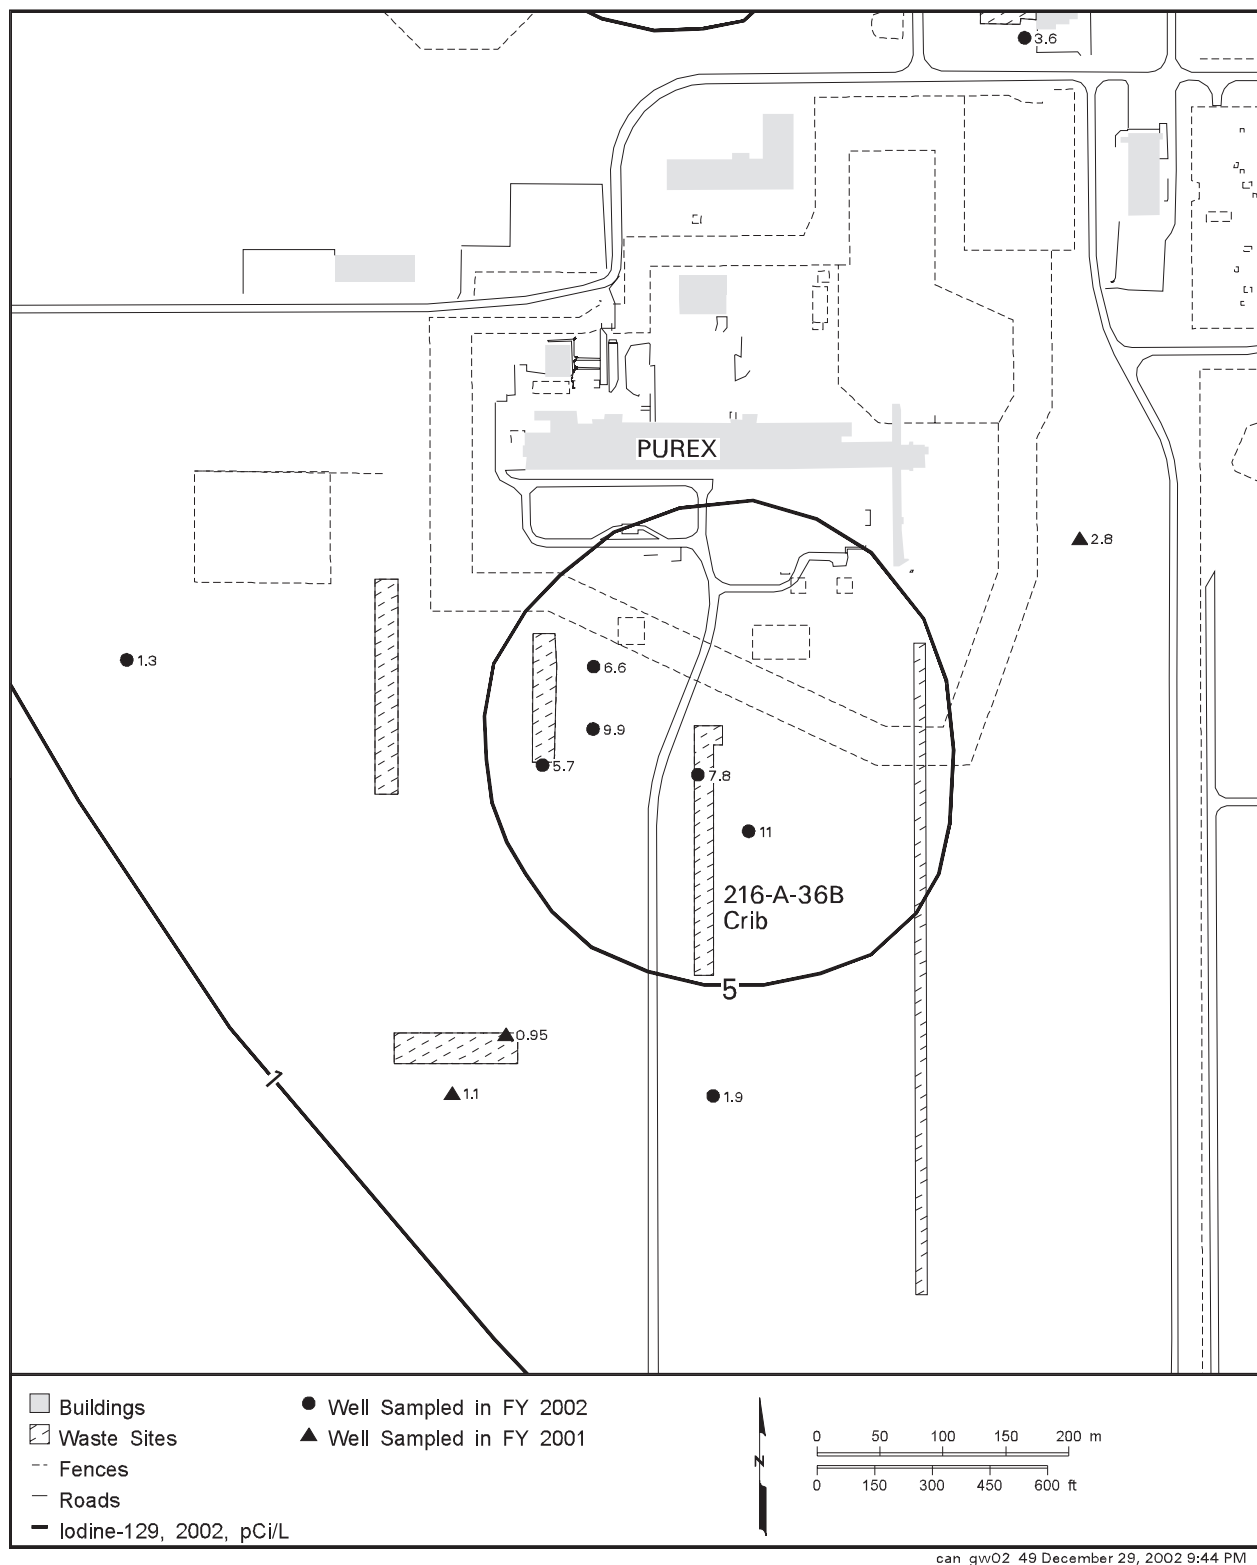 3.6
PUREX
2.8
1.3
6.6
9.9
5.7
7.8
11
216-A-36B
Crib
5
0.95
1
1.1
1.9
Buildings
Waste Sites
Fences
Roads
Iodine-129, 2002, pCi/L
Well Sampled in FY 2002
Well Sampled in FY 2001
N
0 50 100 150 200 m
0 150 300 450 600 ft
can_gw02_49 December 29, 2002 9:44 PM